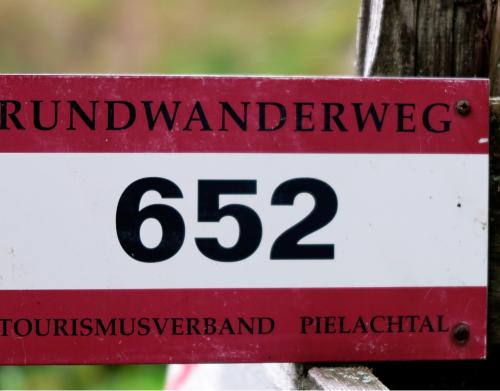 RUNDWANDERWEG
652
TOURISMUSVERBAND PIELACHTAL